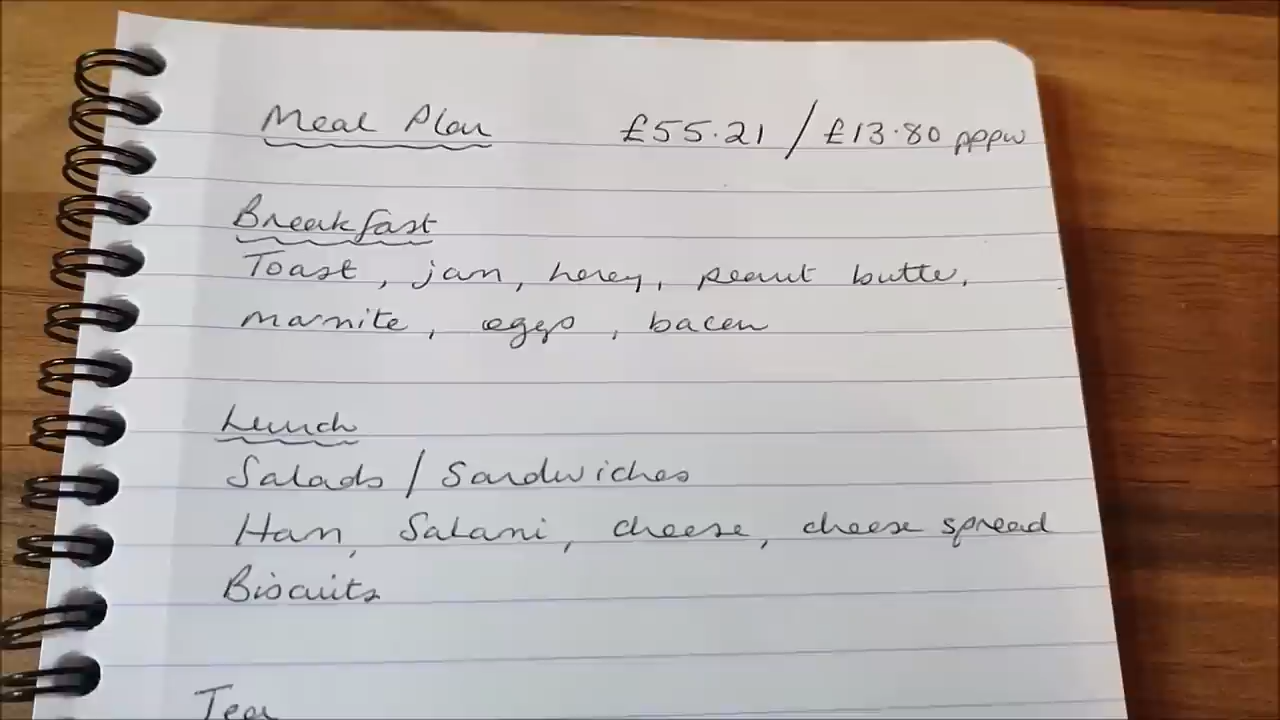 Meal Plan £55.21 / £13.80 pppw
Breakfast
Toast, jam, honey, peanut butter,
marmite, eggs, bacon
Lunch
Salads / Sandwiches
Ham, Salami, cheese, cheese spread
Biscuits
Tea